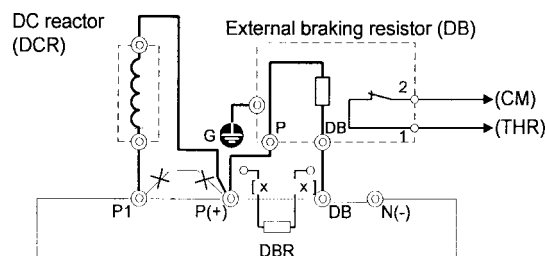 DC reactor
(DCR)
External braking resistor (DB)
2
(CM)
G
P
DB
1
(THR)
[ x
x ]
P1
P(+)
DB
N(-)
DBR